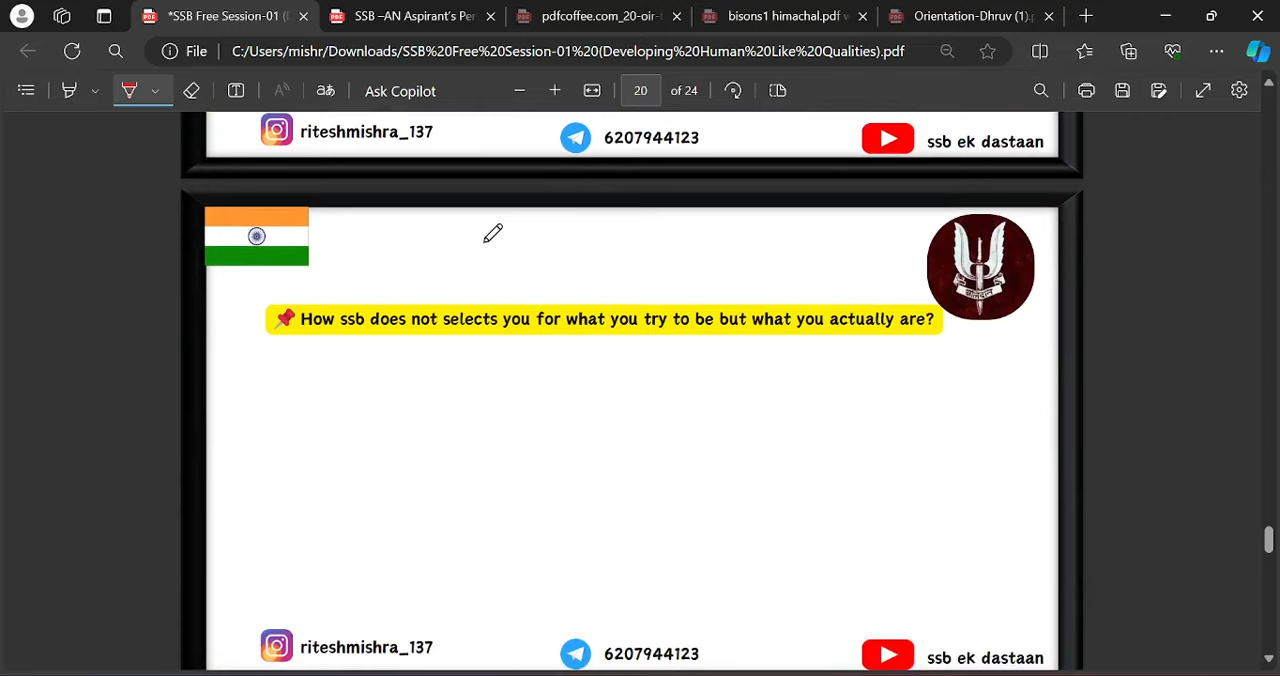 *SSB Free Session-01 (
SSB –AN Aspirant's Per
pdfcoffee.com_20-oir-t
bisons1 himachal.pdf
Orientation-Dhruv (1).p
File
C:/Users/mishr/Downloads/SSB%20Free%20Session-01%20(Developing%20Human%20Like%20Qualities).pdf
Ask Copilot
20
of 24
riteshmishra_137
6207944123
ssb ek dastaan
बलिदान
How ssb does not selects you for what you try to be but what you actually are?
riteshmishra_137
6207944123
ssb ek dastaan